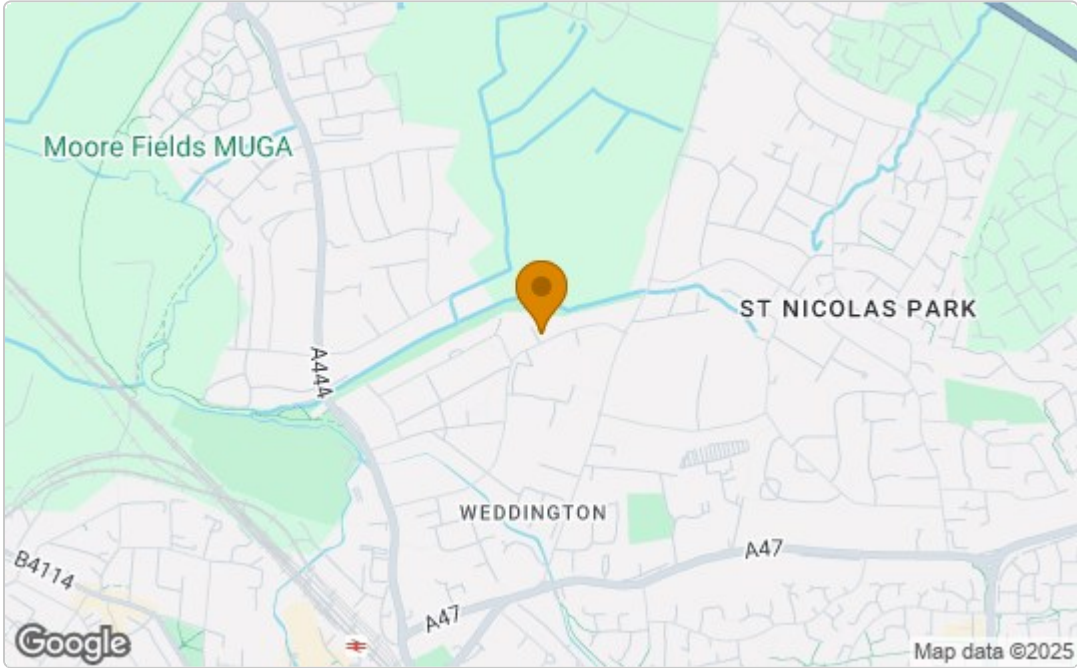 Moore Fields MUGA
ST NICOLAS PARK
A444
WEDDINGTON
A47
B4114
A47
Google
Map data ©2025